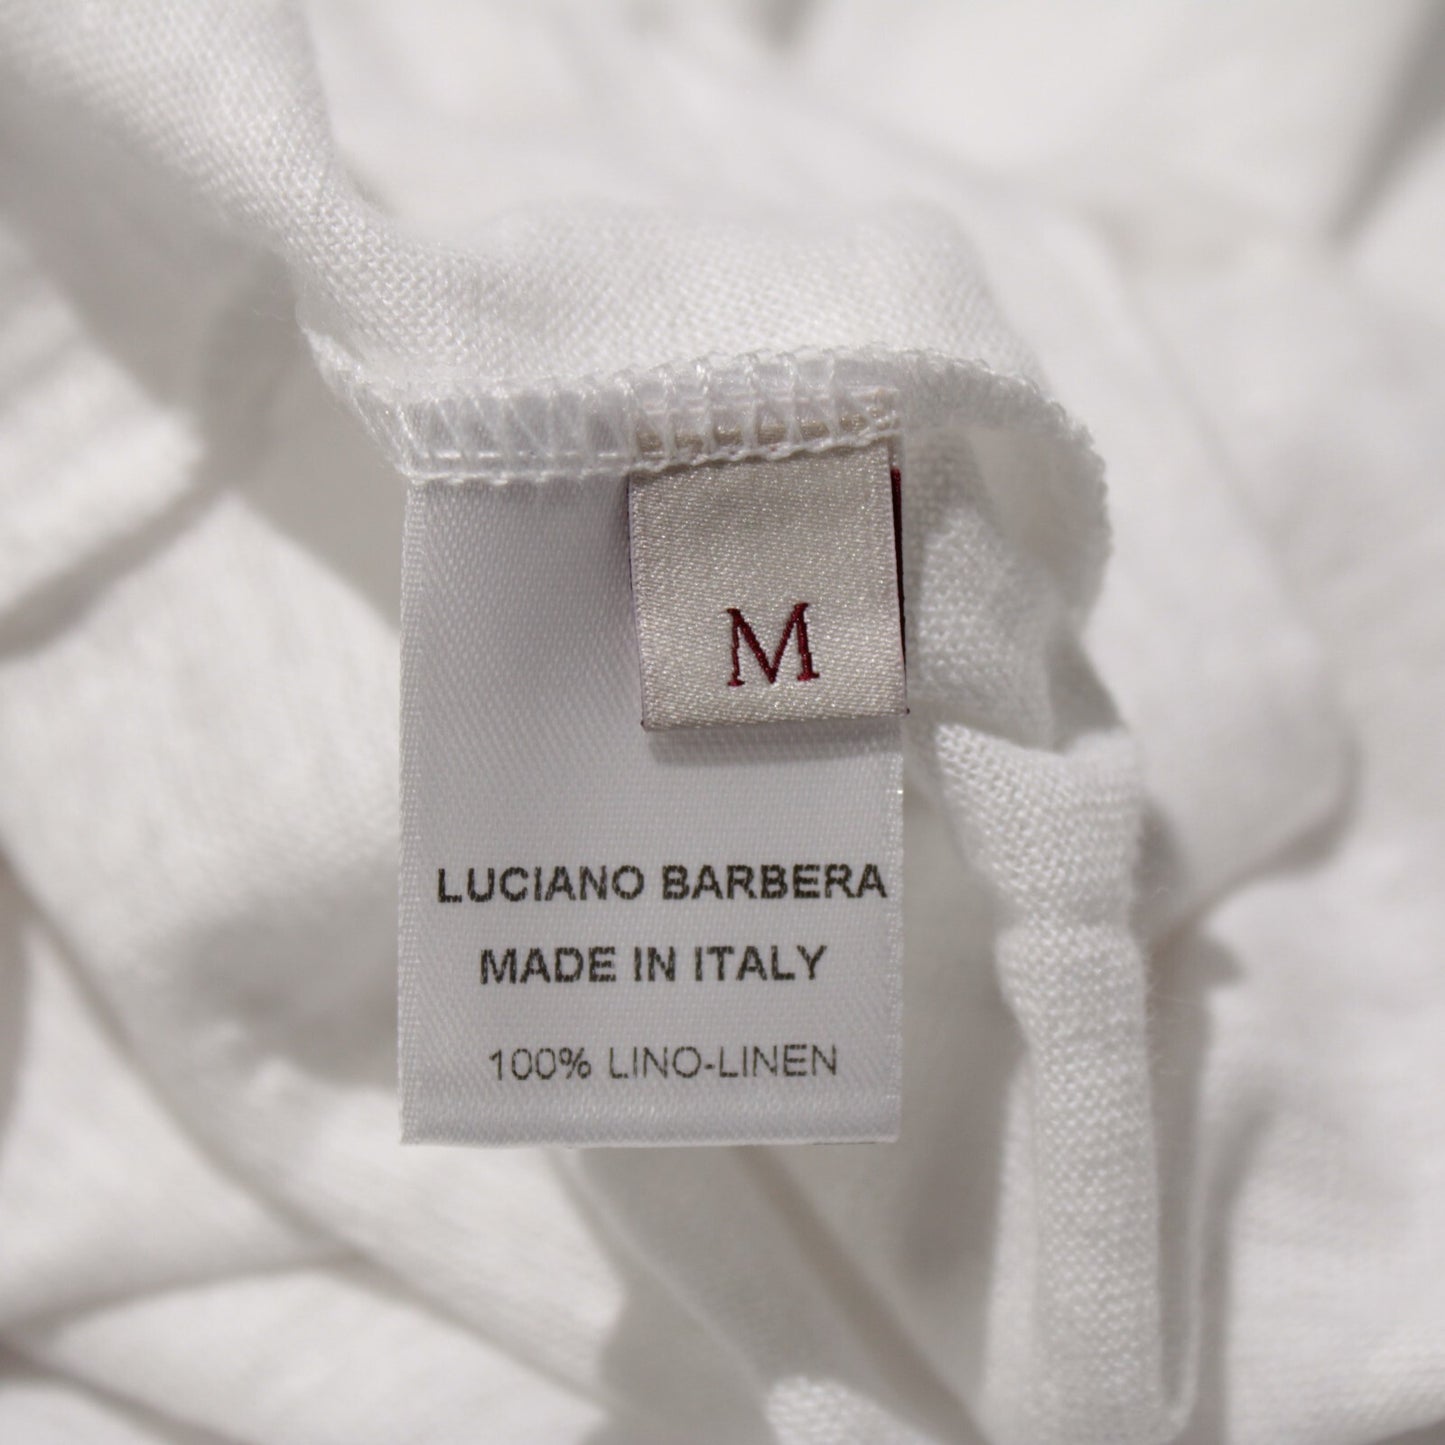 M
LUCIANO BARBERA
MADE IN ITALY
100% LINO-LINEN